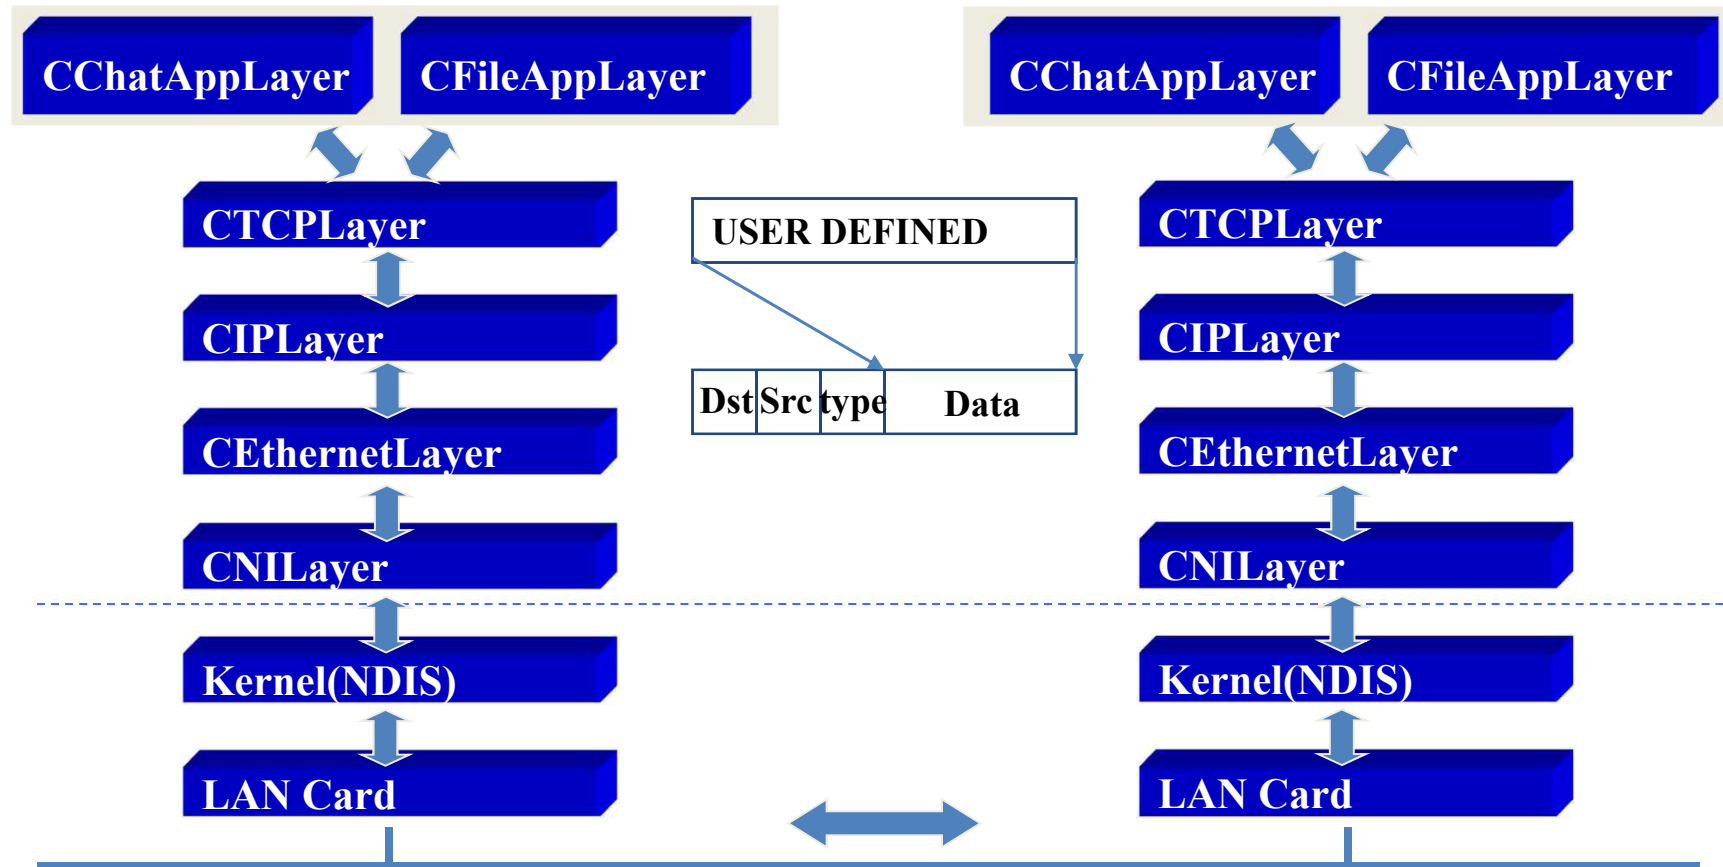 CChatAppLayer CFileAppLayer CChatAppLayer CFileAppLayer
CTCPLayer USER DEFINED CTCPLayer
CIPLayer CIPLayer
Dst Src type Data
CEthernetLayer CEthernetLayer
CNILayer CNILayer
Kernel(NDIS) Kernel(NDIS)
LAN Card LAN Card